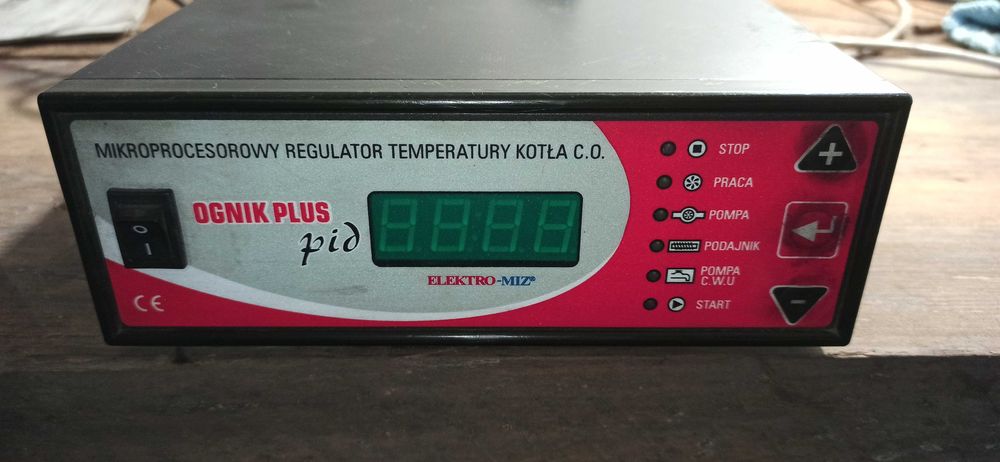 MIKROPROCESOROWY REGULATOR TEMPERATURY KOTŁA C.O.
OGNIK PLUS
pid
ELEKTRO-MIZ®
CE
O
I
STOP
PRACA
POMPA
PODAJNIK
POMPA
C.W.U
START
+
-